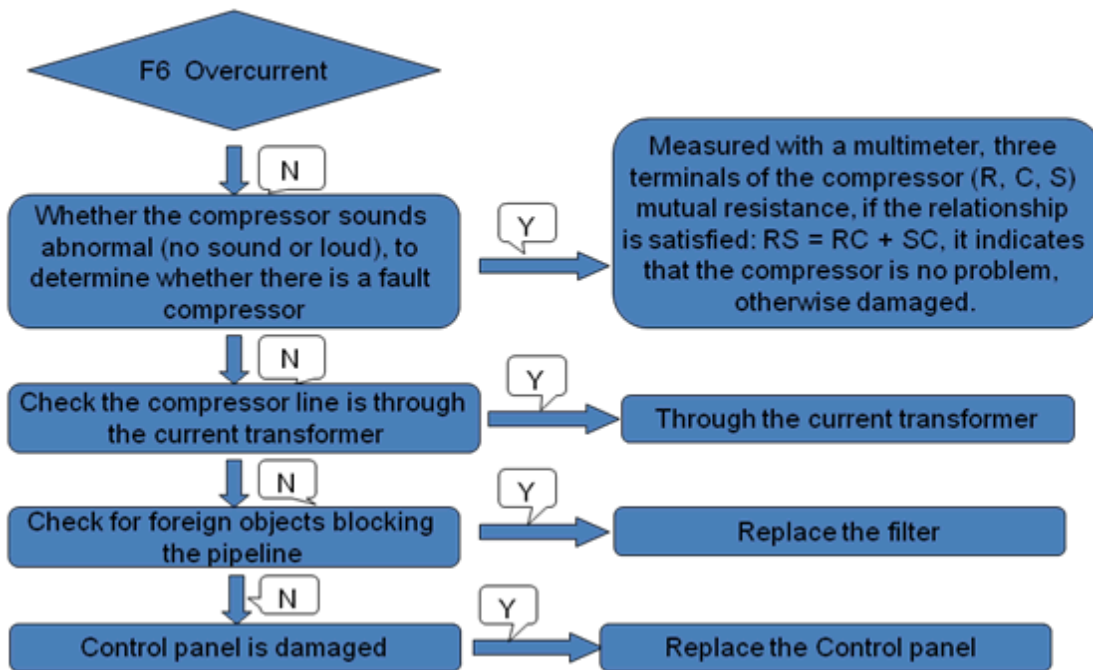 F6 Overcurrent
N
Whether the compressor sounds
abnormal (no sound or loud), to
determine whether there is a fault
compressor
Y
Measured with a multimeter, three
terminals of the compressor (R, C, S)
mutual resistance, if the relationship
is satisfied: RS = RC + SC, it indicates
that the compressor is no problem,
otherwise damaged.
N
Check the compressor line is through
the current transformer
Y
Through the current transformer
N
Check for foreign objects blocking
the pipeline
Y
Replace the filter
N
Control panel is damaged
Y
Replace the Control panel